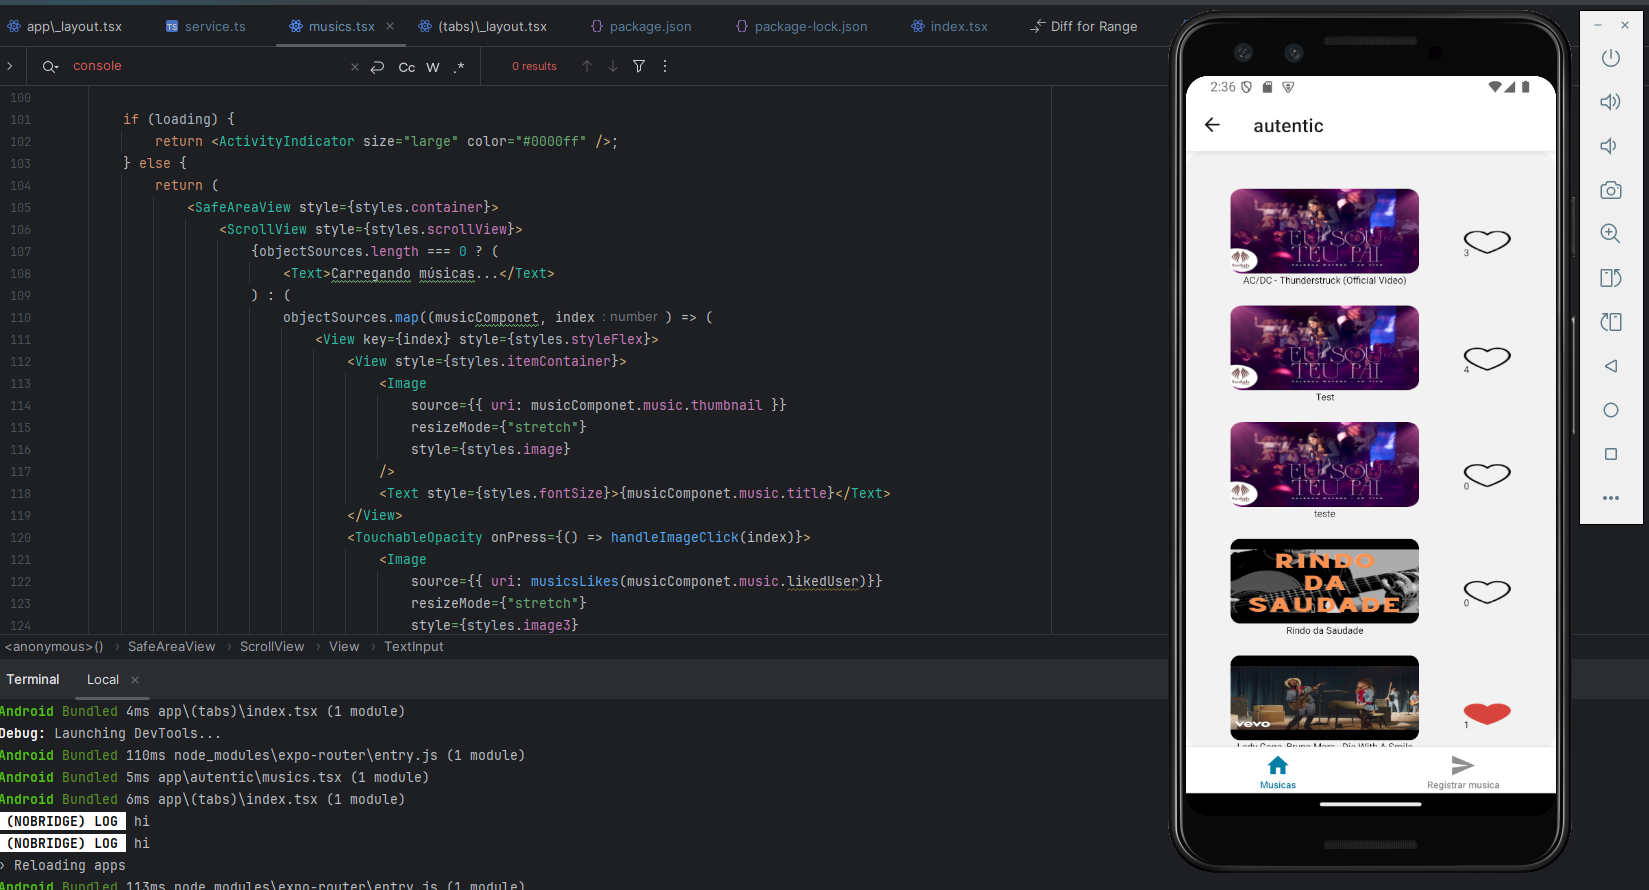 app\_layout.tsx service.ts musics.tsx (tabs)\_layout.tsx package.json package-lock.json index.tsx Diff for Range
console Cc W .* 0 results
100
101 if (loading) {
102 return <ActivityIndicator size="large" color="#0000ff" />;
103 } else {
104 return (
105 <SafeAreaView style={styles.container}>
106 <ScrollView style={styles.scrollView}>
107 {objectSources.length === 0 ? (
108 <Text>Carregando músicas...</Text>
109 ) : (
110 objectSources.map((musicComponet, index : number ) => (
111 <View key={index} style={styles.styleFlex}>
112 <View style={styles.itemContainer}>
113 <Image
114 source={{ uri: musicComponet.music.thumbnail }}
115 resizeMode={"stretch"}
116 style={styles.image}
117 />
118 <Text style={styles.fontSize}>{musicComponet.music.title}</Text>
119 </View>
120 <TouchableOpacity onPress={() => handleImageClick(index)}>
121 <Image
122 source={{ uri: musicsLikes(musicComponet.music.likedUser)}}
123 resizeMode={"stretch"}
124 style={styles.image3}
<anonymous>() › SafeAreaView › ScrollView › View › TextInput
Terminal Local
Android Bundled 4ms app\(tabs)\index.tsx (1 module)
Debug: Launching DevTools...
Android Bundled 110ms node_modules\expo-router\entry.js (1 module)
Android Bundled 5ms app\autentic\musics.tsx (1 module)
Android Bundled 6ms app\(tabs)\index.tsx (1 module)
(NOBRIDGE) LOG hi
(NOBRIDGE) LOG hi
› Reloading apps
Android Bundled 113ms node_modules\expo-router\entry.js (1 module)
2:36
autentic
EU SOU
TEU PAI
3
AC/DC - Thunderstruck (Official Video)
EU SOU
TEU PAI
4
Test
EU SOU
TEU PAI
0
teste
RINDO
DA
SAUDADE
0
Rindo da Saudade
vevo
1
Lady Gaga, Bruno Mars - Die With A Smile
Musicas
Registrar musica